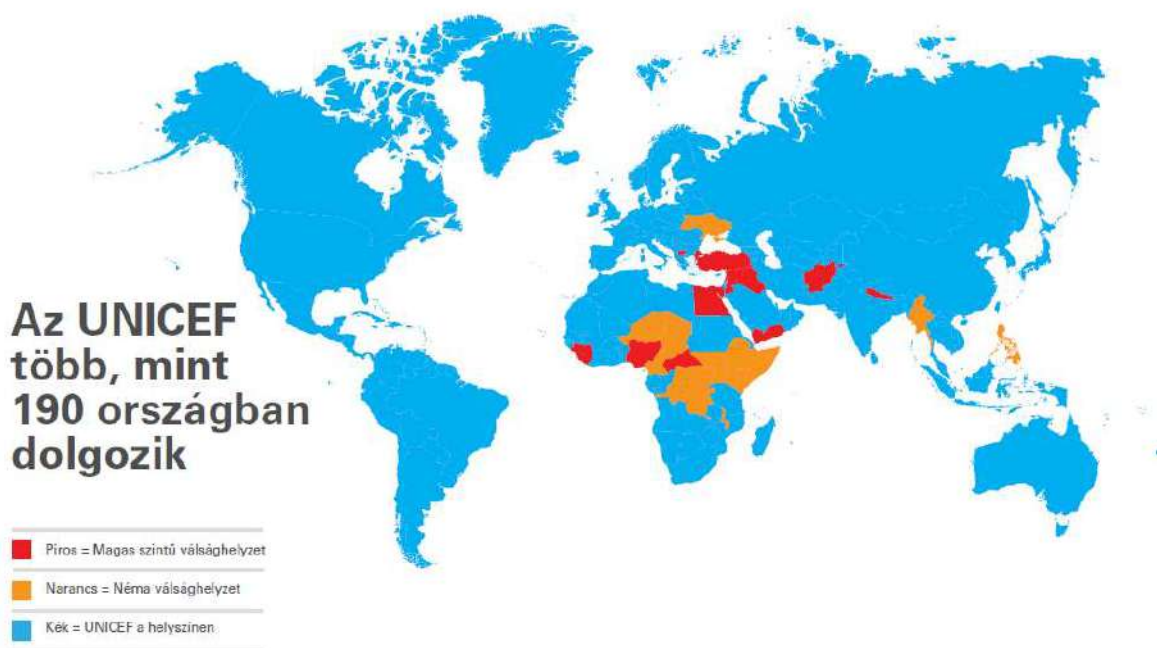 Az UNICEF
több, mint
190 országban
dolgozik
Piros = Magas szintű válsághelyzet
Narancs = Néma válsághelyzet
Kék = UNICEF a helyszínen